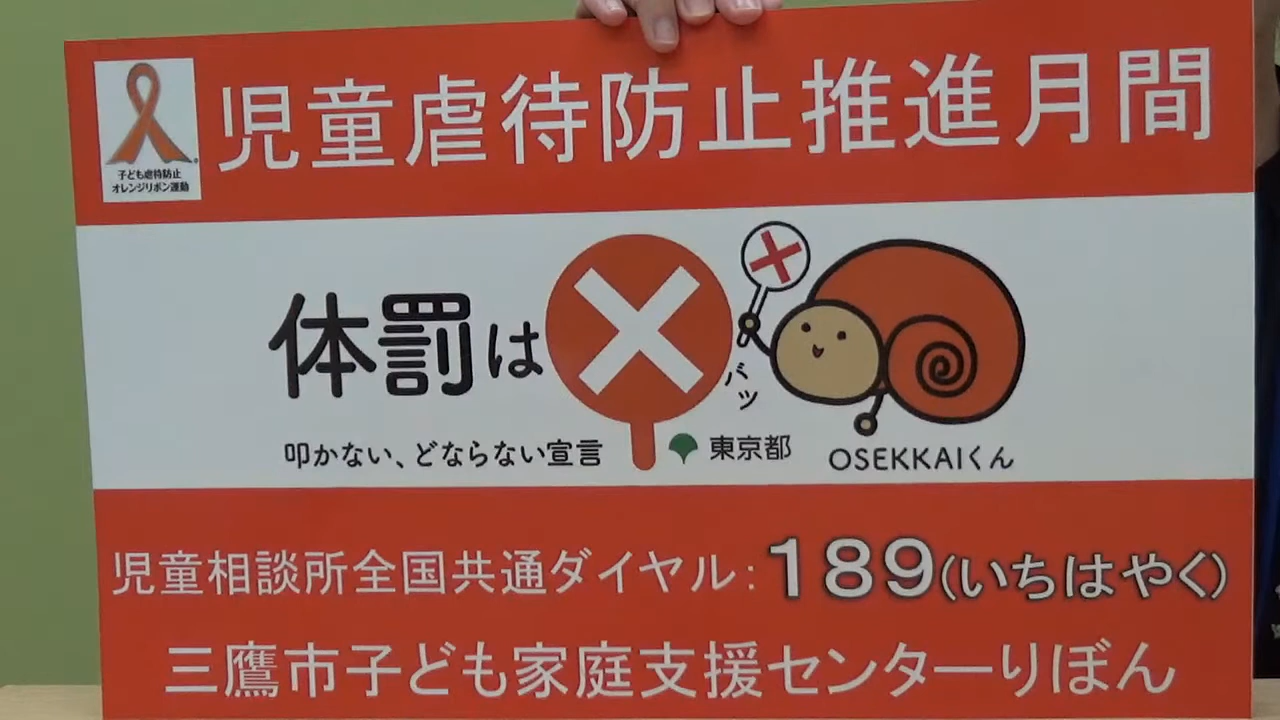 児童虐待防止推進月間
子ども虐待防止
オレンジリボン運動
体罰は
バツ
叩かない、どならない宣言
東京都
OSEKKAIくん
児童相談所全国共通ダイヤル：189(いちはやく)
三鷹市子ども家庭支援センターりぼん